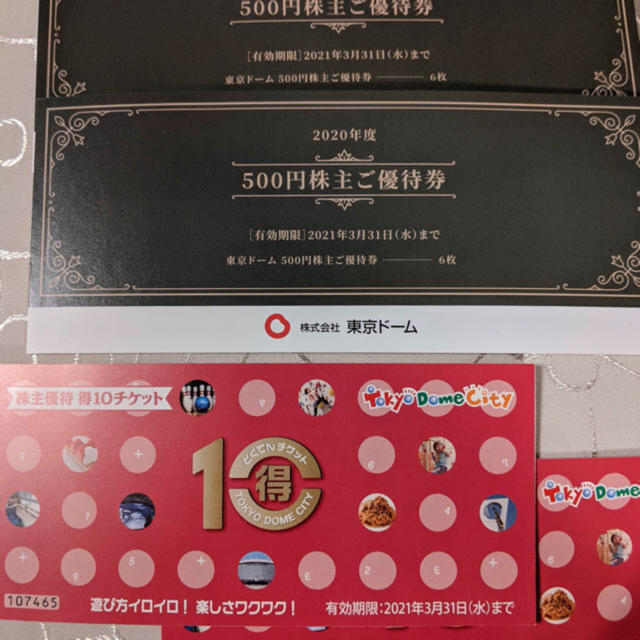 500円株主ご優待券
[有効期限]2021年3月31日(水)まで
東京ドーム 500円株主ご優待券 ――― 6枚
2020年度
500円株主ご優待券
[有効期限]2021年3月31日(水)まで
東京ドーム 500円株主ご優待券 ――― 6枚
株式会社 東京ドーム
株主優待 得10チケット
Tokyo Dome City
とくてんチケット
10 得
TOKYO DOME CITY
Tokyo Dome
107465
遊び方イロイロ!楽しさワクワク!
有効期限:2021年3月31日(水)まで